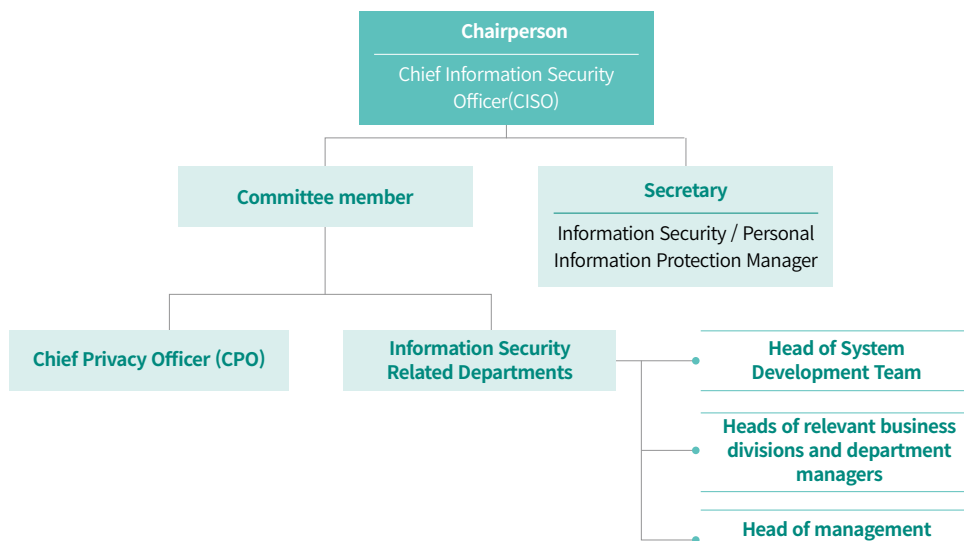 Chairperson
Chief Information Security
Officer(CISO)
Committee member
Secretary
Information Security / Personal
Information Protection Manager
Chief Privacy Officer (CPO)
Information Security
Related Departments
Head of System
Development Team
Heads of relevant business
divisions and department
managers
Head of management